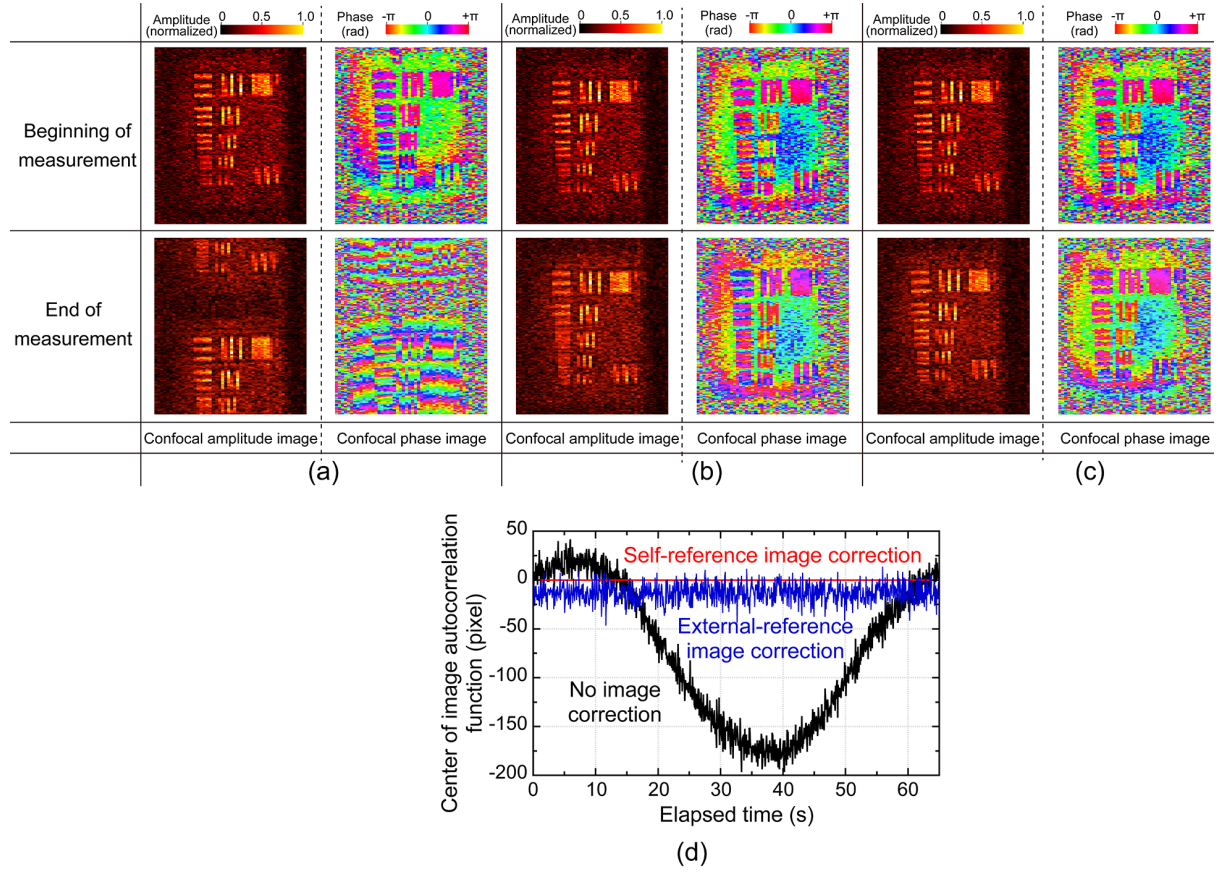 Amplitude (normalized) 0 0.5 1.0
Phase (rad) -π 0 +π
Amplitude (normalized) 0 0.5 1.0
Phase (rad) -π 0 +π
Amplitude (normalized) 0 0.5 1.0
Phase (rad) -π 0 +π
Beginning of
measurement
End of
measurement
Confocal amplitude image
Confocal phase image
Confocal amplitude image
Confocal phase image
Confocal amplitude image
Confocal phase image
(a)
(b)
(c)
Center of image autocorrelation
function (pixel)
50
0
-50
-100
-150
-200
Self-reference image correction
External-reference
image correction
No image
correction
0 10 20 30 40 50 60
Elapsed time (s)
(d)